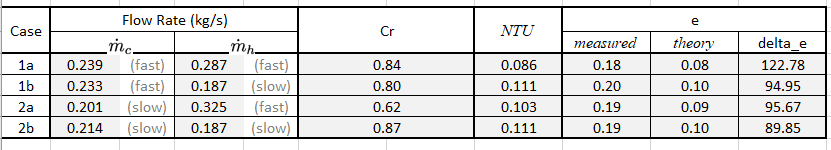 Case Flow Rate (kg/s) Cr NTU e
ṁc ṁh measured theory delta_e
1a 0.239 (fast) 0.287 (fast) 0.84 0.086 0.18 0.08 122.78
1b 0.233 (fast) 0.187 (slow) 0.80 0.111 0.20 0.10 94.95
2a 0.201 (slow) 0.325 (fast) 0.62 0.103 0.19 0.09 95.67
2b 0.214 (slow) 0.187 (slow) 0.87 0.111 0.19 0.10 89.85